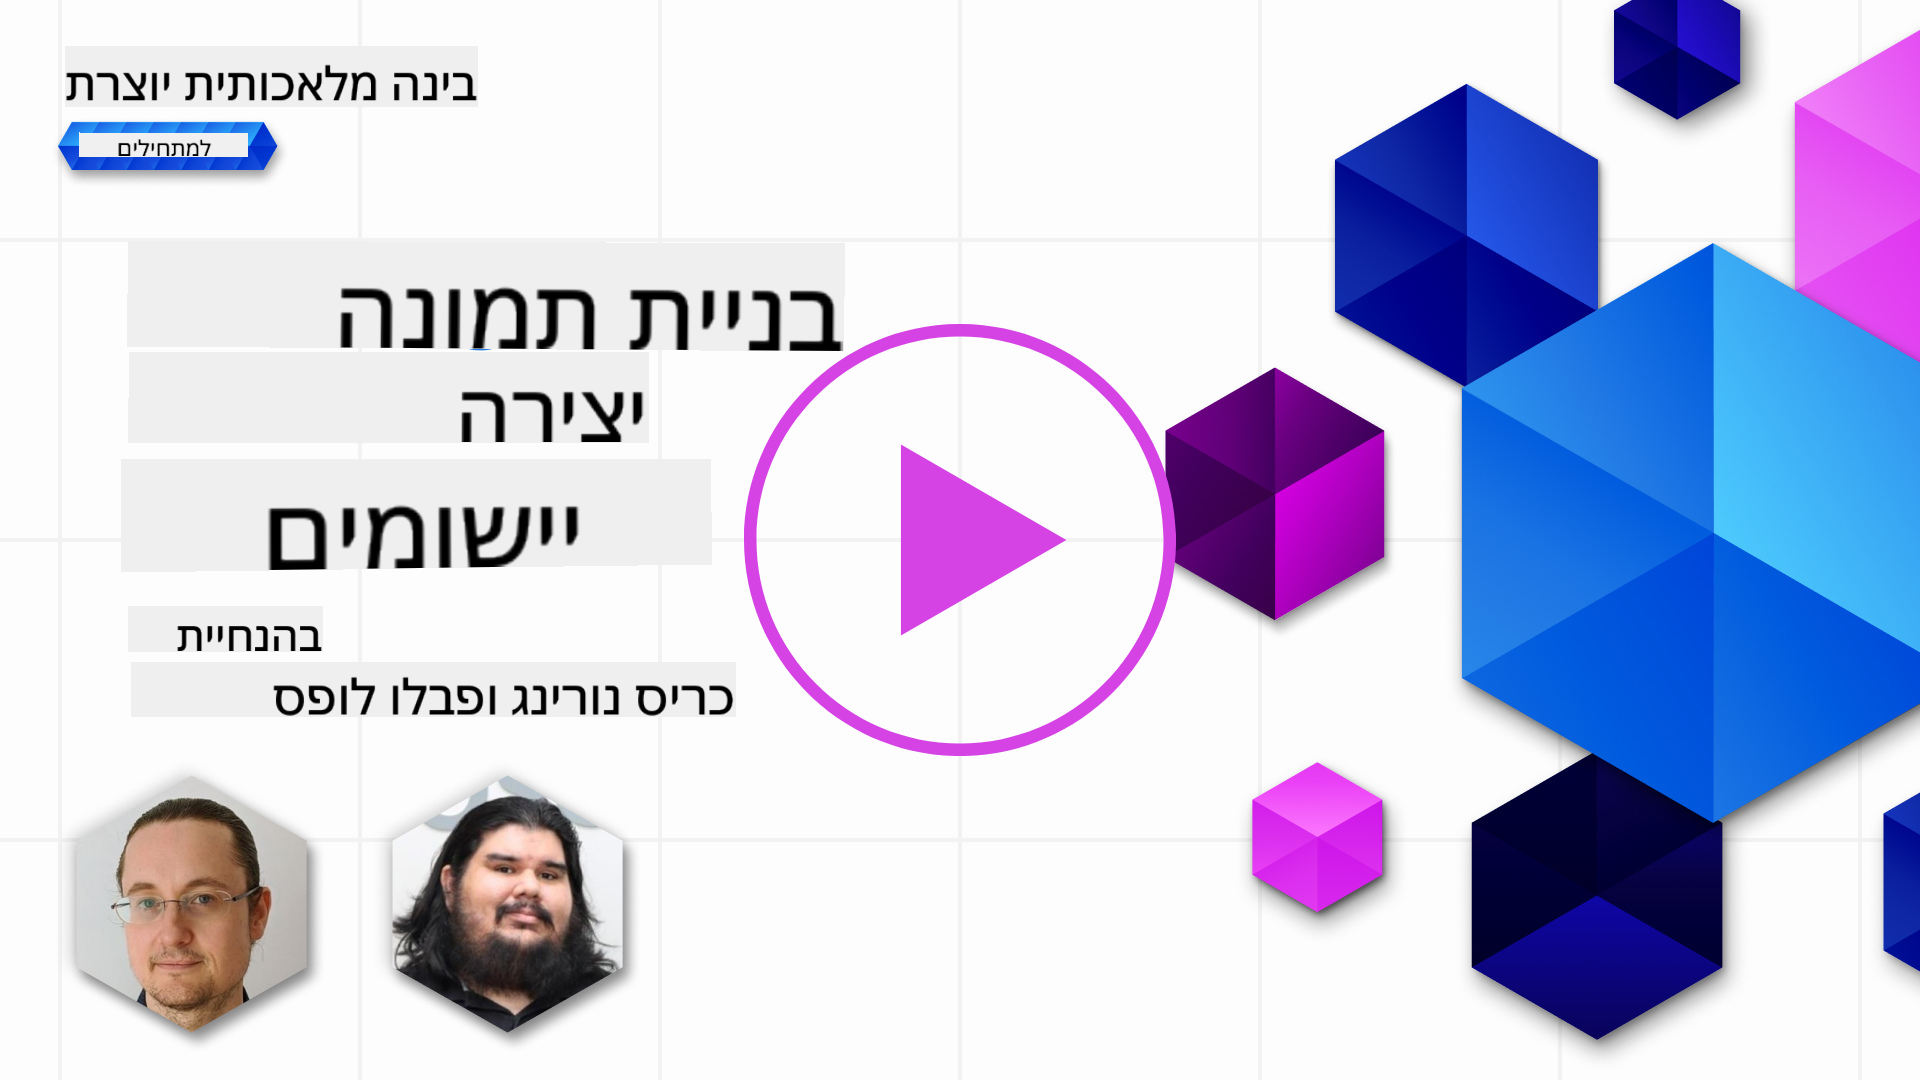 בינה מלאכותית יוצרת
למתחילים
בניית תמונה
יצירה
יישומים
בהנחיית
כריס נורינג ופבלו לופס